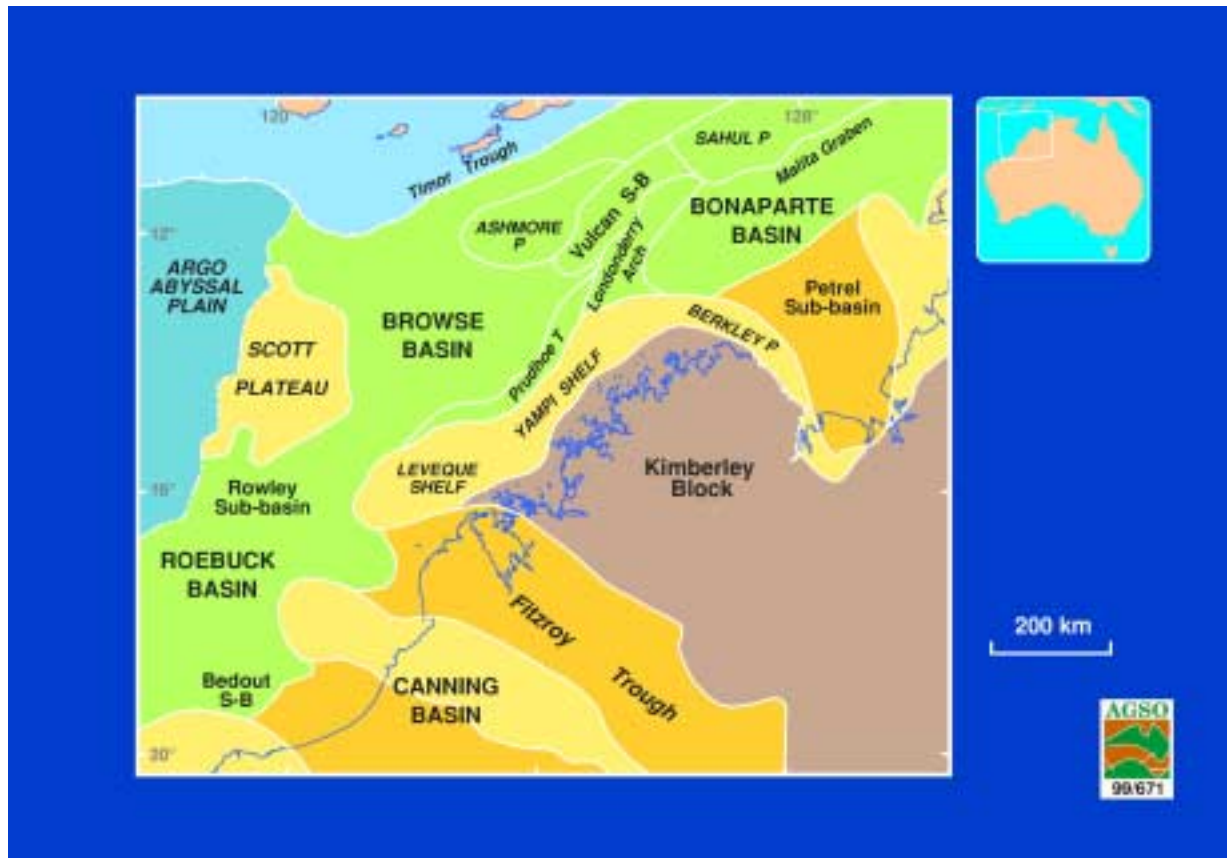 120°
128°
SAHUL P
Malita Graben
Timor Trough
Vulcan S-B
ASHMORE
P
BONAPARTE
BASIN
12°
Londonderry
Arch
ARGO
ABYSSAL
PLAIN
Petrel
Sub-basin
BROWSE
BASIN
BERKLEY P
SCOTT
PLATEAU
Prudhoe T
YAMPI SHELF
LEVEQUE
SHELF
Kimberley
Block
16°
Rowley
Sub-basin
ROEBUCK
BASIN
Fitzroy
Trough
200 km
Bedout
S-B
CANNING
BASIN
20°
AGSO
99/671